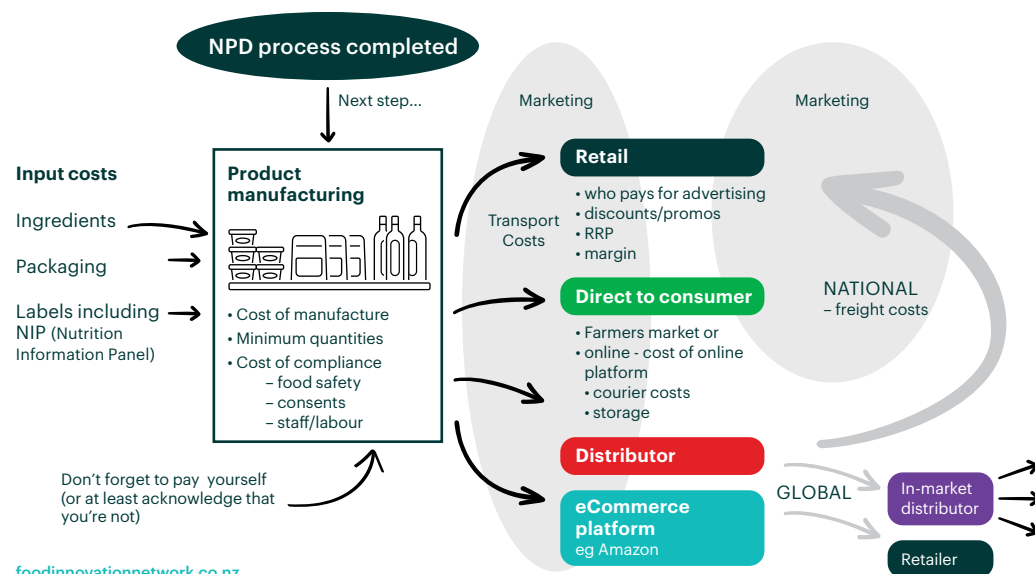 NPD process completed
Next step...
Input costs
Ingredients
Packaging
Labels including
NIP (Nutrition
Information Panel)
Product
manufacturing
• Cost of manufacture
• Minimum quantities
• Cost of compliance
– food safety
– consents
– staff/labour
Don't forget to pay yourself
(or at least acknowledge that
you're not)
foodinnovationnetwork.co.nz
Marketing
Transport
Costs
Retail
• who pays for advertising
• discounts/promos
• RRP
• margin
Direct to consumer
• Farmers market or
• online - cost of online
platform
• courier costs
• storage
Distributor
eCommerce
platform
eg Amazon
Marketing
NATIONAL
– freight costs
GLOBAL
In-market
distributor
Retailer